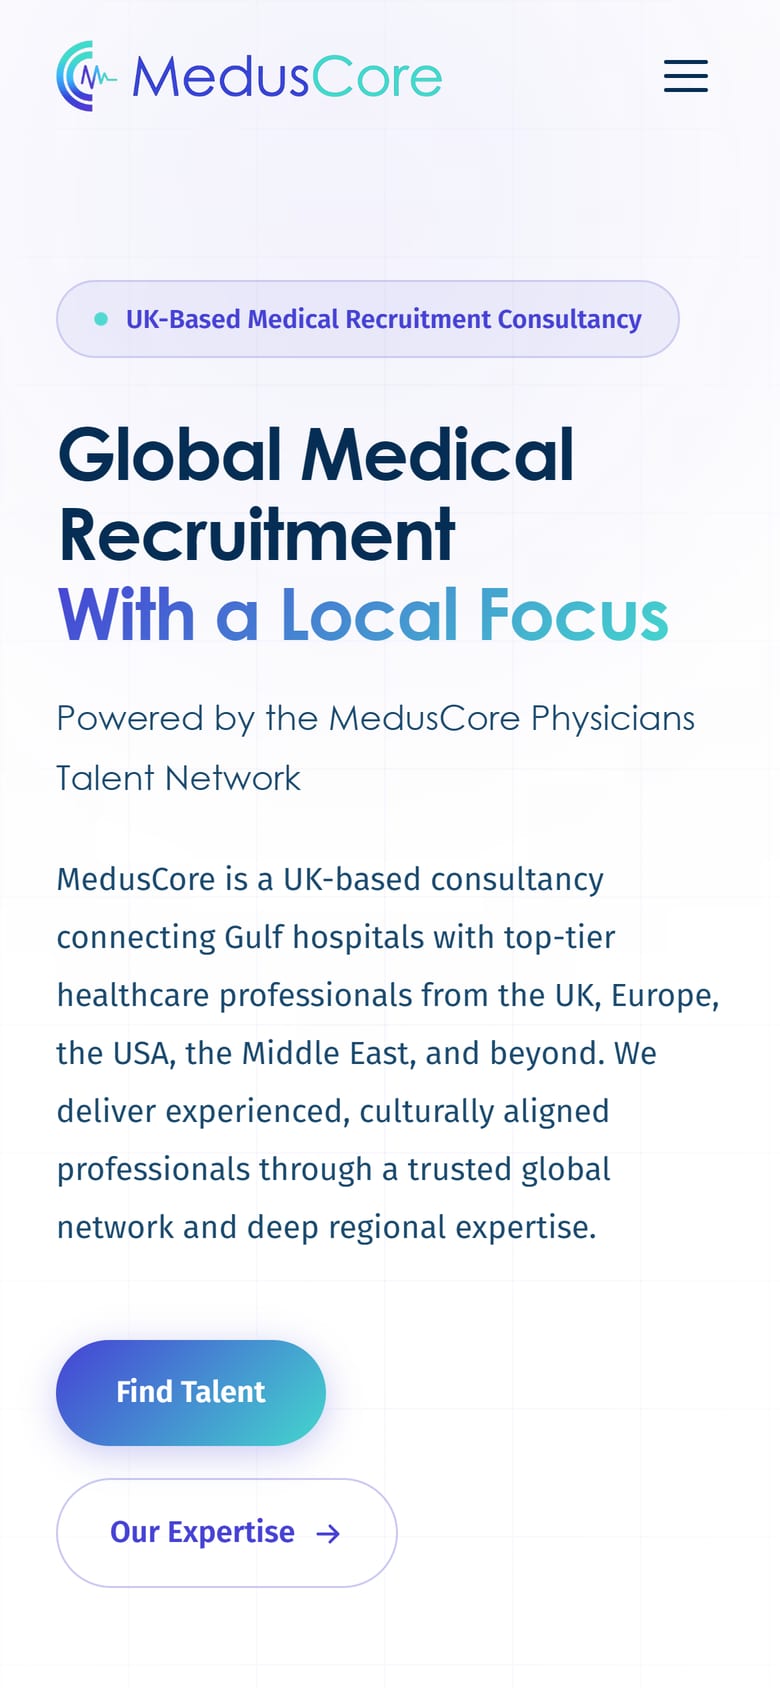 MedusCore
UK-Based Medical Recruitment Consultancy
Global Medical
Recruitment
With a Local Focus
Powered by the MedusCore Physicians
Talent Network
MedusCore is a UK-based consultancy
connecting Gulf hospitals with top-tier
healthcare professionals from the UK, Europe,
the USA, the Middle East, and beyond. We
deliver experienced, culturally aligned
professionals through a trusted global
network and deep regional expertise.
Find Talent
Our Expertise →